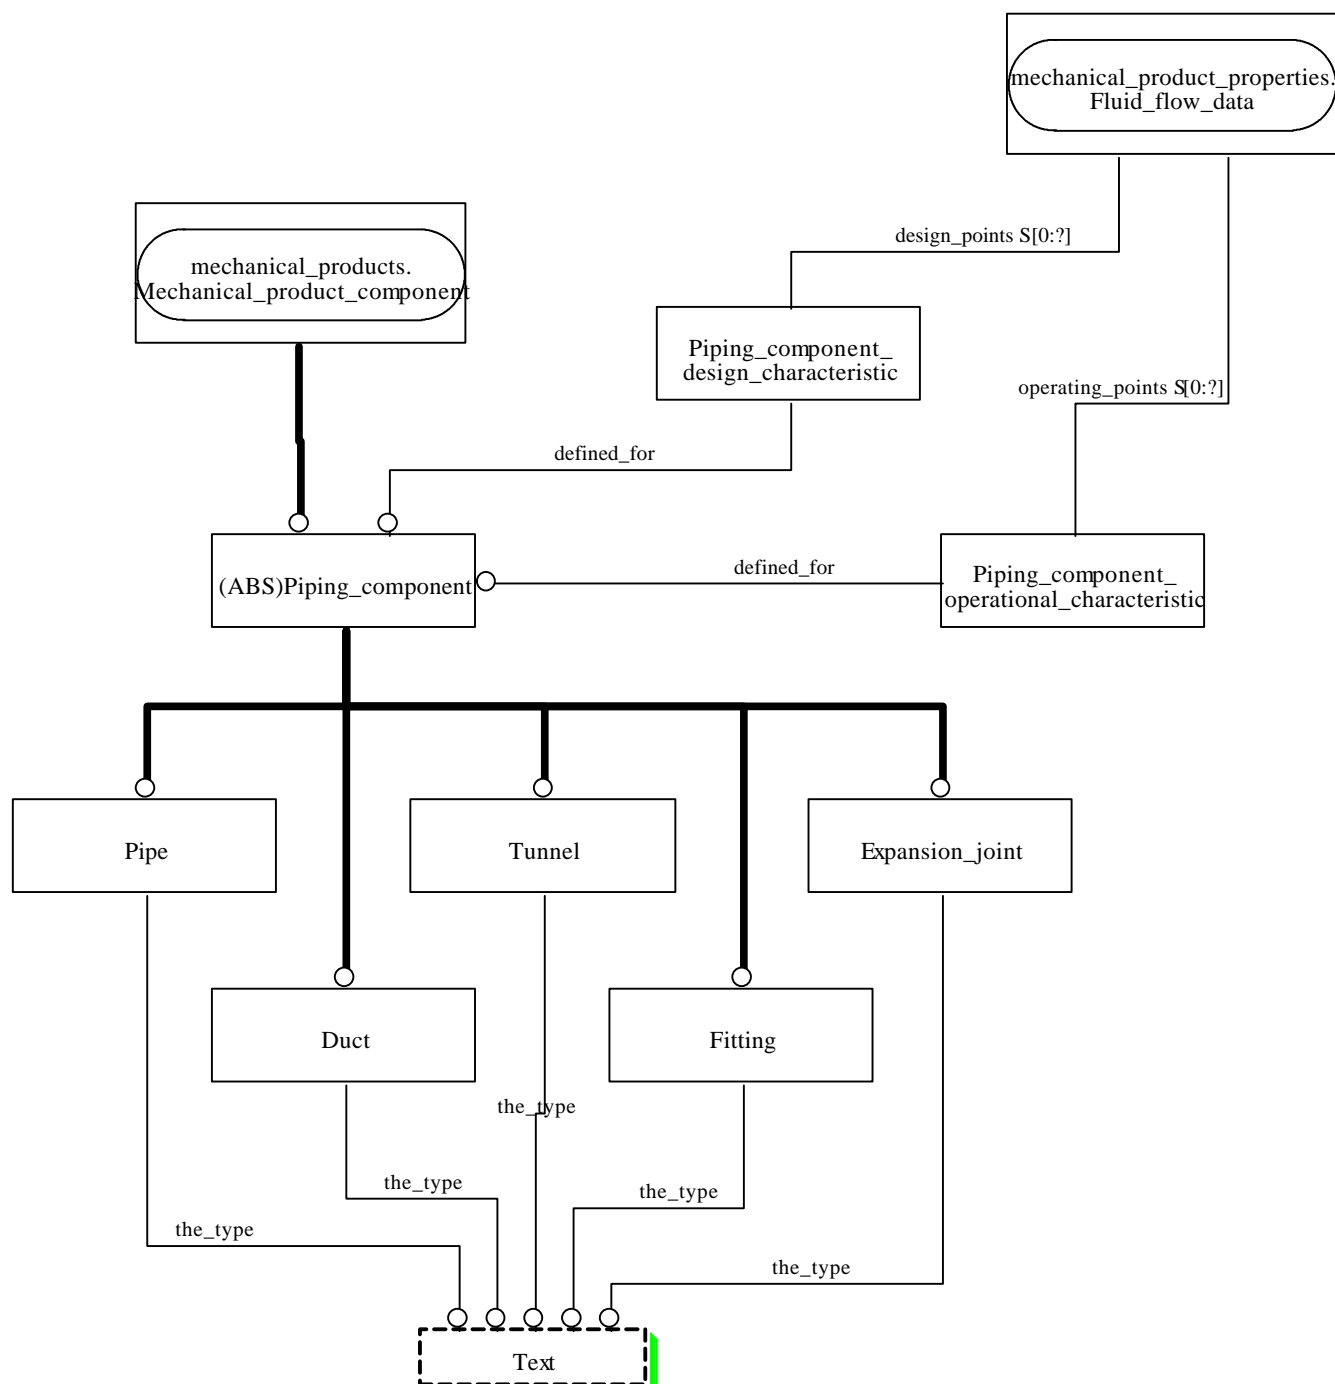 mechanical_product_properties.
Fluid_flow_data
design_points S[0:?]
mechanical_products.
Mechanical_product_component
Piping_component_
design_characteristic
operating_points S[0:?]
defined_for
(ABS)Piping_component
defined_for
Piping_component_
operational_characteristic
Pipe
Tunnel
Expansion_joint
Duct
Fitting
the_type
the_type
the_type
the_type
the_type
Text